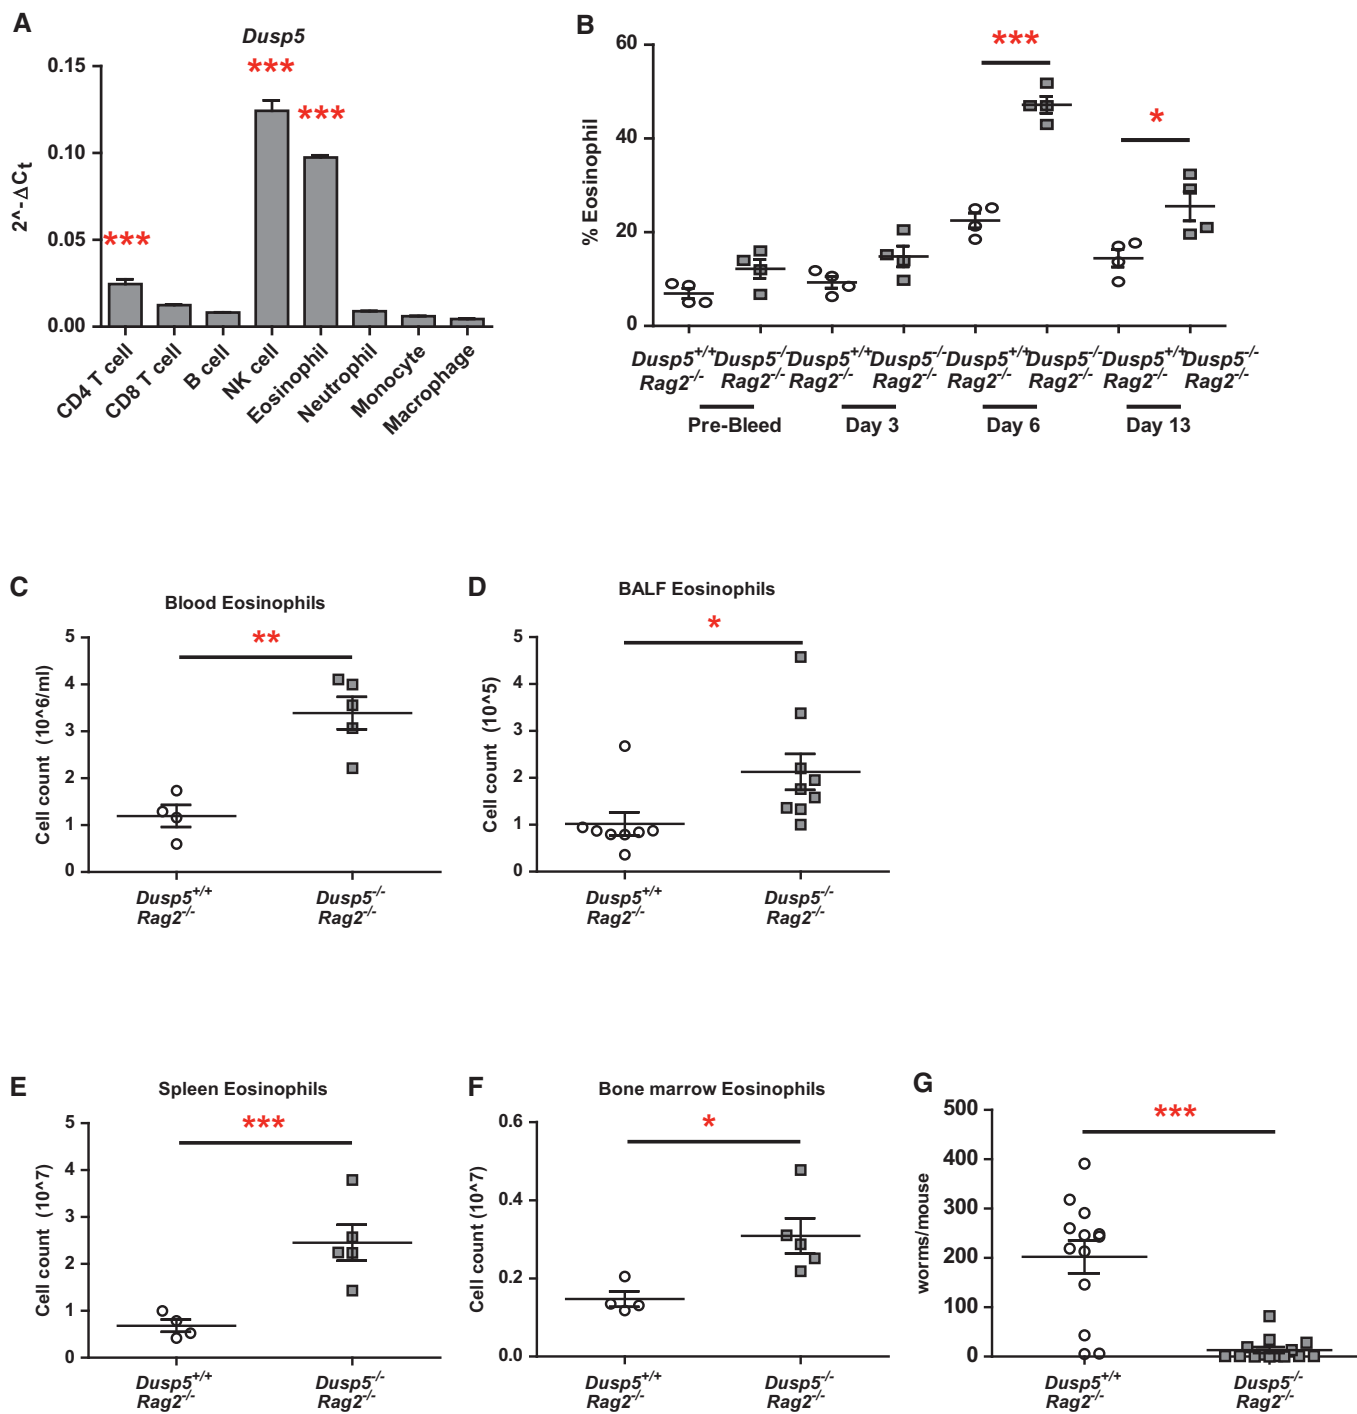 A
Dusp5
2^-ΔCt
0.15
0.10
0.05
0.00
***
***
***
CD4 T cell
CD8 T cell
B cell
NK cell
Eosinophil
Neutrophil
Monocyte
Macrophage
B
% Eosinophil
60
40
20
0
***
*
Dusp5+/+ Dusp5-/- Dusp5+/+ Dusp5-/- Dusp5+/+ Dusp5-/- Dusp5+/+ Dusp5-/-
Rag2-/- Rag2-/- Rag2-/- Rag2-/- Rag2-/- Rag2-/- Rag2-/- Rag2-/-
Pre-Bleed Day 3 Day 6 Day 13
C
Blood Eosinophils
Cell count (10^6/ml)
5
4
3
2
1
0
**
Dusp5+/+ Dusp5-/-
Rag2-/- Rag2-/-
D
BALF Eosinophils
Cell count (10^5)
5
4
3
2
1
0
*
Dusp5+/+ Dusp5-/-
Rag2-/- Rag2-/-
E
Spleen Eosinophils
Cell count (10^7)
5
4
3
2
1
0
***
Dusp5+/+ Dusp5-/-
Rag2-/- Rag2-/-
F
Bone marrow Eosinophils
Cell count (10^7)
0.6
0.4
0.2
0.0
*
Dusp5+/+ Dusp5-/-
Rag2-/- Rag2-/-
G
worms/mouse
500
400
300
200
100
0
***
Dusp5+/+ Dusp5-/-
Rag2-/- Rag2-/-